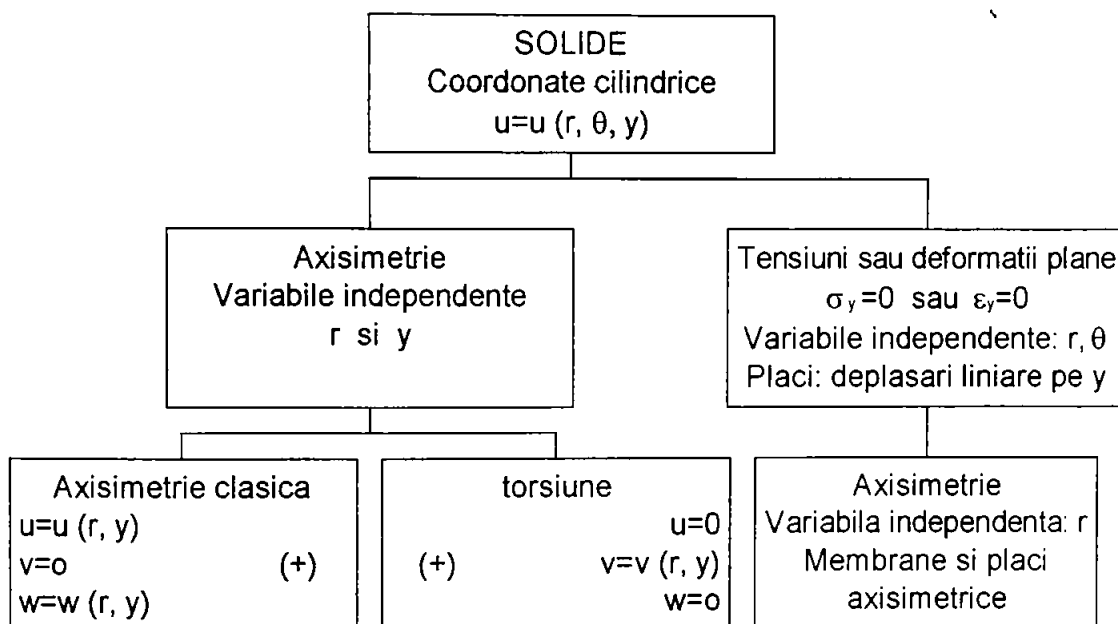 SOLIDE
Coordonate cilindrice
u=u (r, θ, y)
Axisimetrie
Variabile independente
r si y
Tensiuni sau deformatii plane
σy=0 sau εy=0
Variabile independente: r, θ
Placi: deplasari liniare pe y
Axisimetrie clasica
u=u (r, y)
v=o (+)
w=w (r, y)
torsiune
u=0
(+) v=v (r, y)
w=o
Axisimetrie
Variabila independenta: r
Membrane si placi
axisimetrice